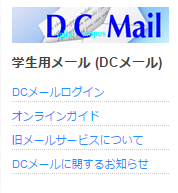 DC Mail
学生用メール (DCメール)
DCメールログイン
オンラインガイド
旧メールサービスについて
DCメールに関するお知らせ